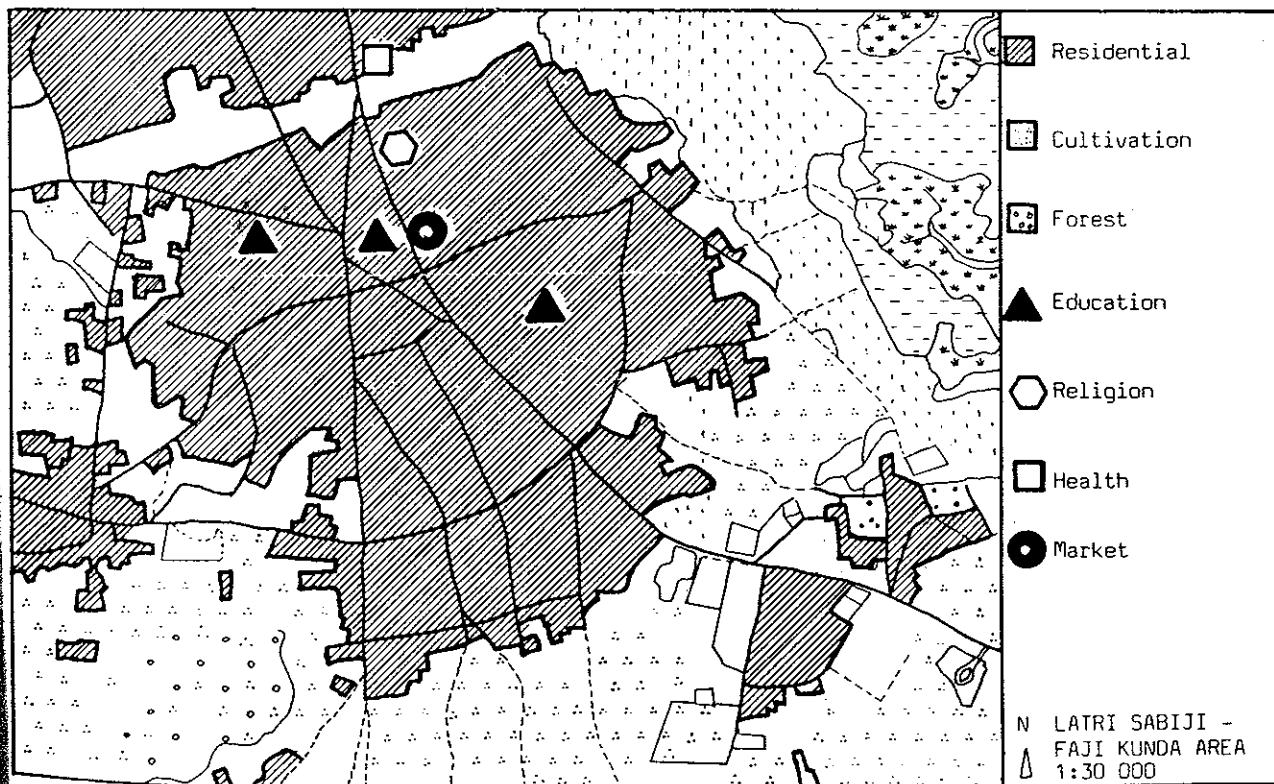 Residential
Cultivation
Forest
Education
Religion
Health
Market
N LATRI SABIJI -
FAJI KUNDA AREA
1:30 000